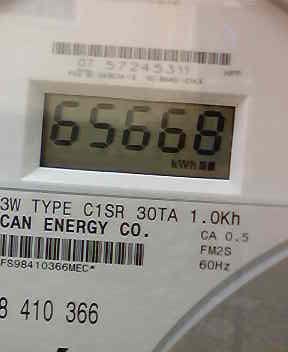 07 57245311
65668
kWh
3W TYPE C1SR 30TA 1.0Kh
CAN ENERGY CO.
CA 0.5
FM2S
FS98410366MEC*
60Hz
8 410 366